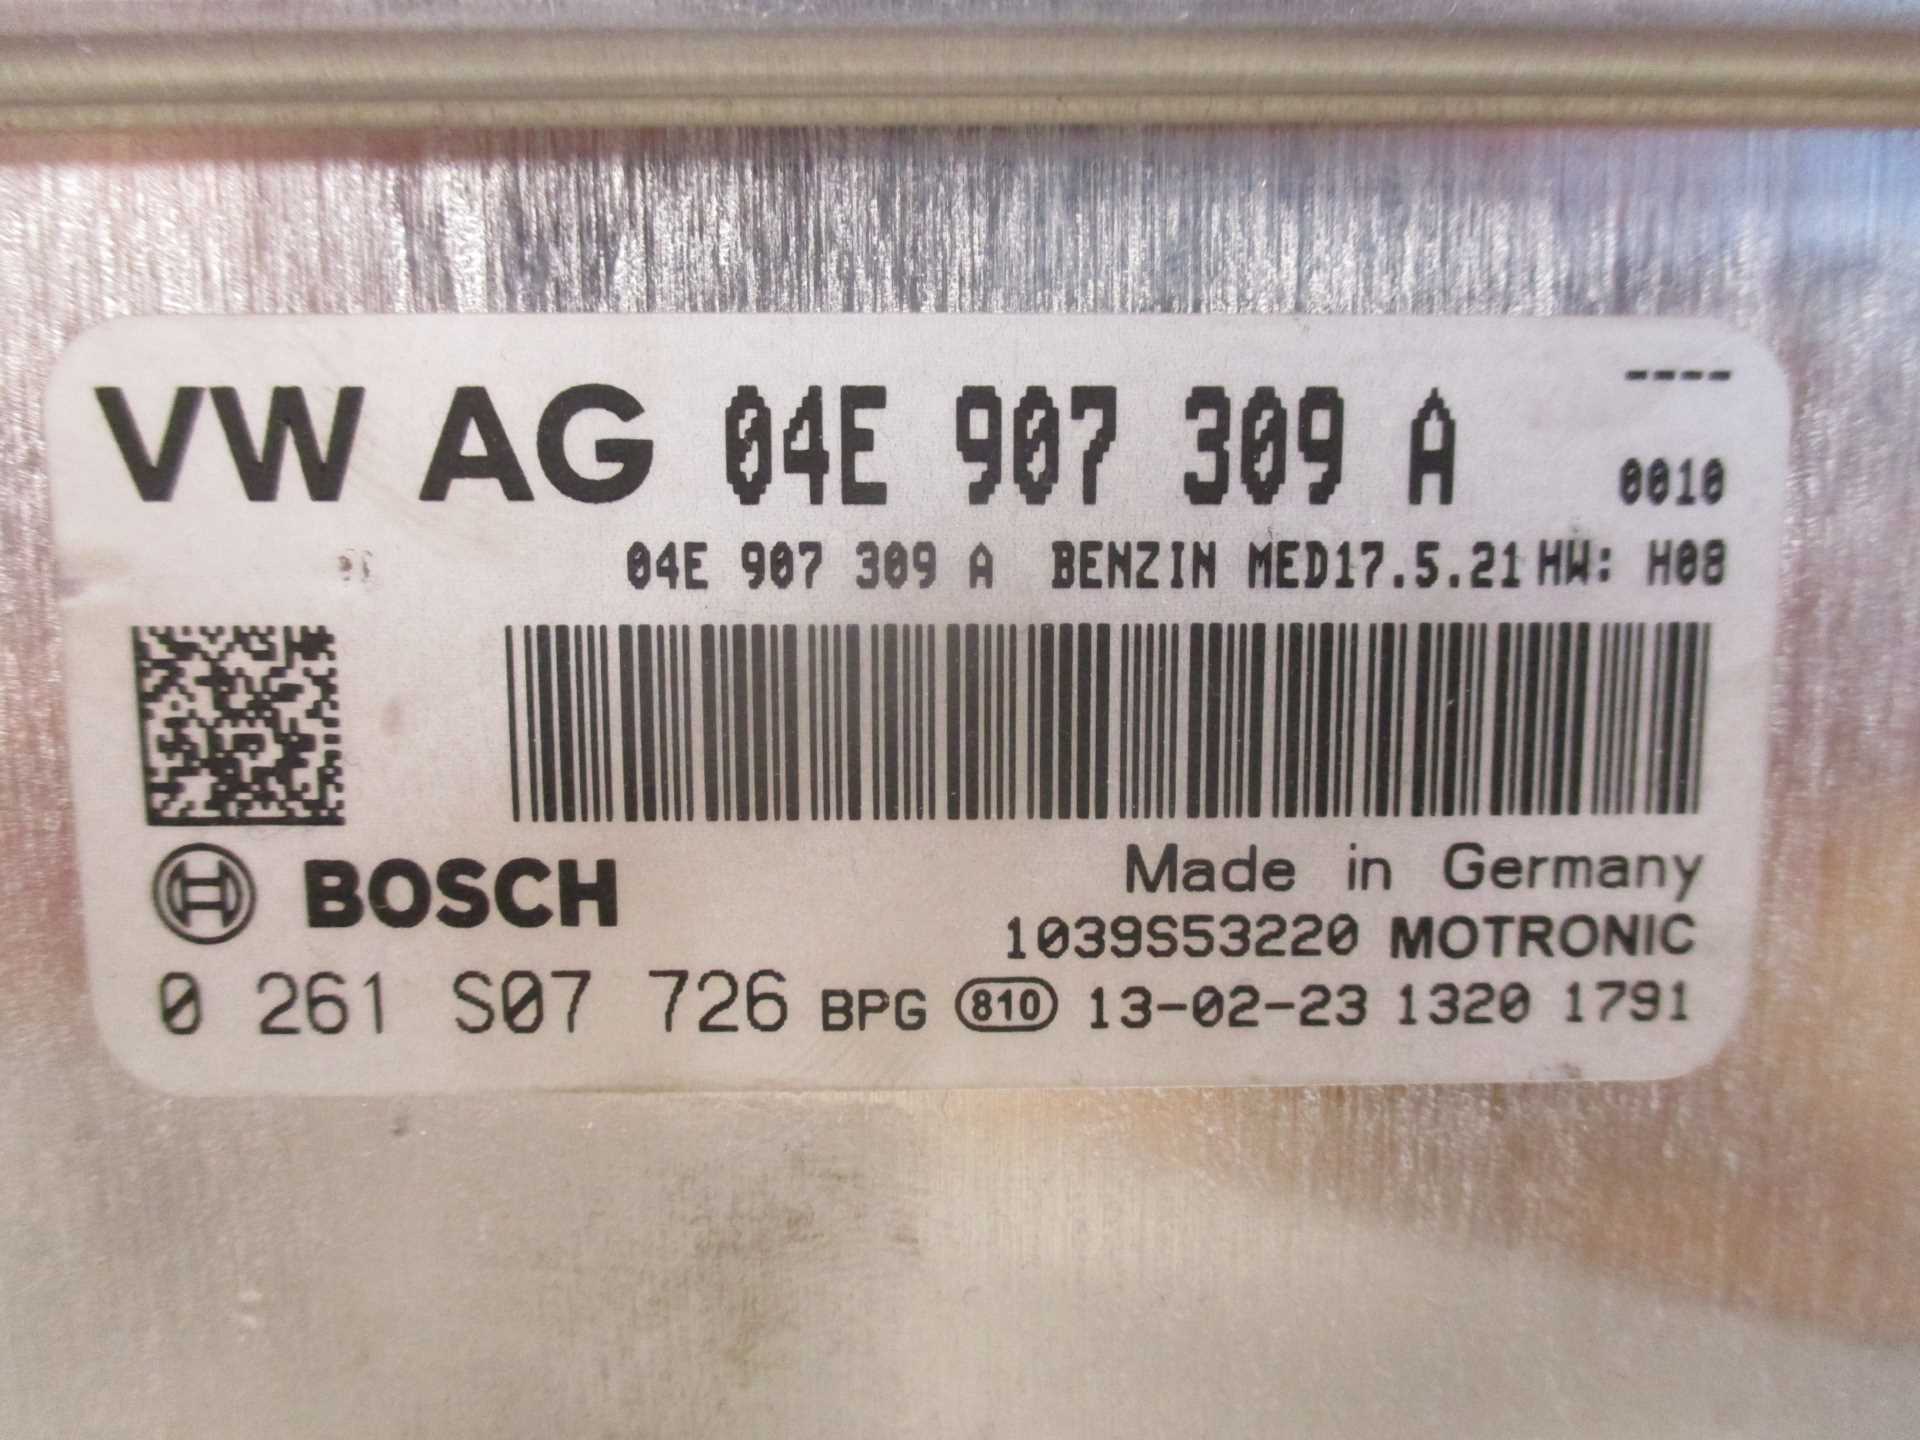 ----
VW AG 04E 907 309 A 0010
04E 907 309 A BENZIN MED17.5.21 HW: H08
BOSCH
Made in Germany
1039S53220 MOTRONIC
0 261 S07 726 BPG 810 13-02-23 1320 1791